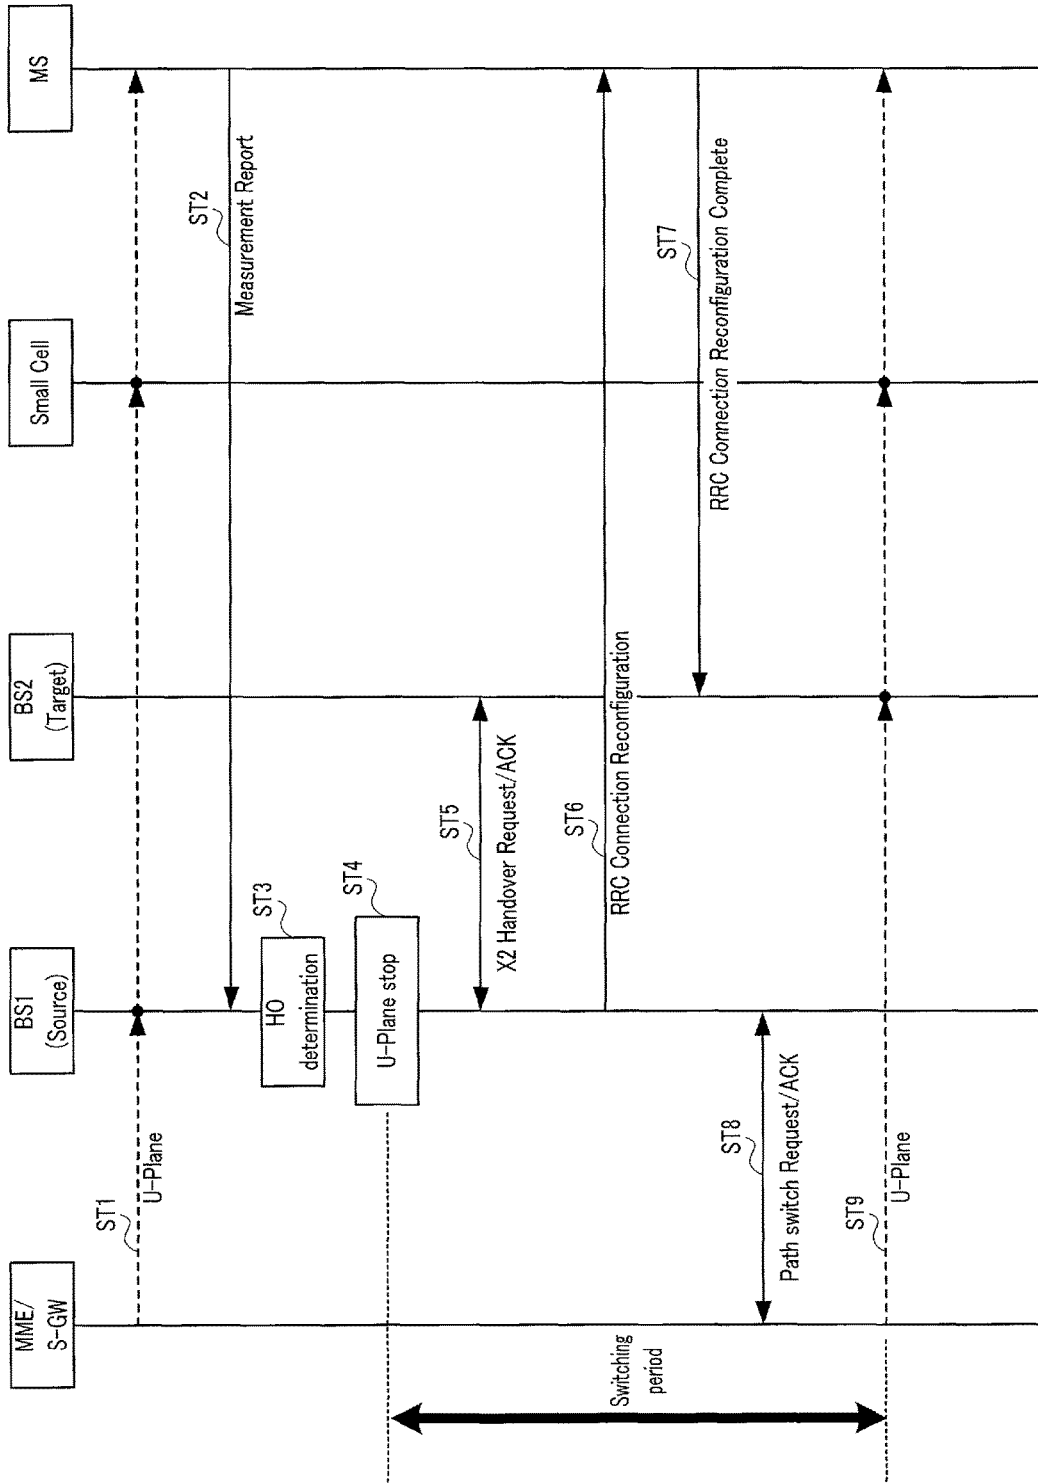 MME/
S-GW
BS1
(Source)
BS2
(Target)
Small Cell
MS
ST1
U-Plane
ST2
Measurement Report
ST3
HO
determination
ST4
U-Plane stop
ST5
X2 Handover Request/ACK
ST6
RRC Connection Reconfiguration
ST7
RRC Connection Reconfiguration Complete
ST8
Path switch Request/ACK
ST9
U-Plane
Switching
period